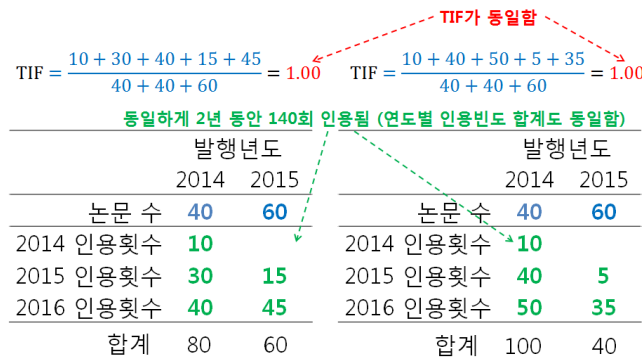 TIF가 동일함
TIF = (10 + 30 + 40 + 15 + 45) / (40 + 40 + 60) = 1.00
TIF = (10 + 40 + 50 + 5 + 35) / (40 + 40 + 60) = 1.00
동일하게 2년 동안 140회 인용됨 (연도별 인용빈도 합계도 동일함)
발행년도
2014 2015
논문 수 40 60
2014 인용횟수 10
2015 인용횟수 30 15
2016 인용횟수 40 45
합계 80 60
발행년도
2014 2015
논문 수 40 60
2014 인용횟수 10
2015 인용횟수 40 5
2016 인용횟수 50 35
합계 100 40